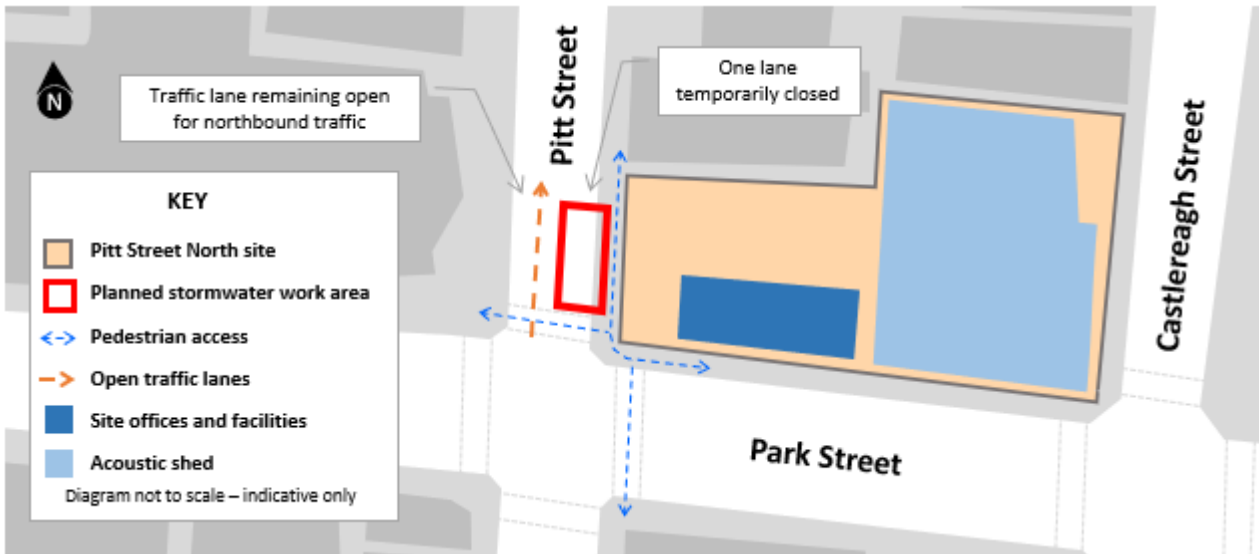 N
Traffic lane remaining open
for northbound traffic
Pitt Street
One lane
temporarily closed
Castlereagh Street
KEY
Pitt Street North site
Planned stormwater work area
Pedestrian access
Open traffic lanes
Site offices and facilities
Acoustic shed
Diagram not to scale – indicative only
Park Street